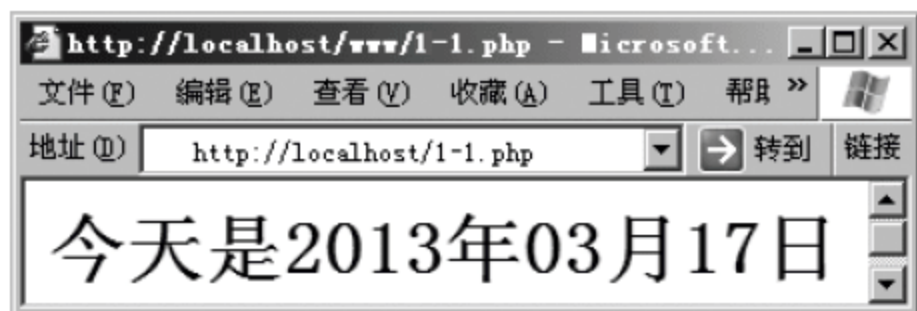 http://localhost/www/1-1.php - Microsoft...
文件(F) 编辑(E) 查看(V) 收藏(A) 工具(T) 帮助 »
地址(D) http://localhost/1-1.php 转到 链接
今天是2013年03月17日